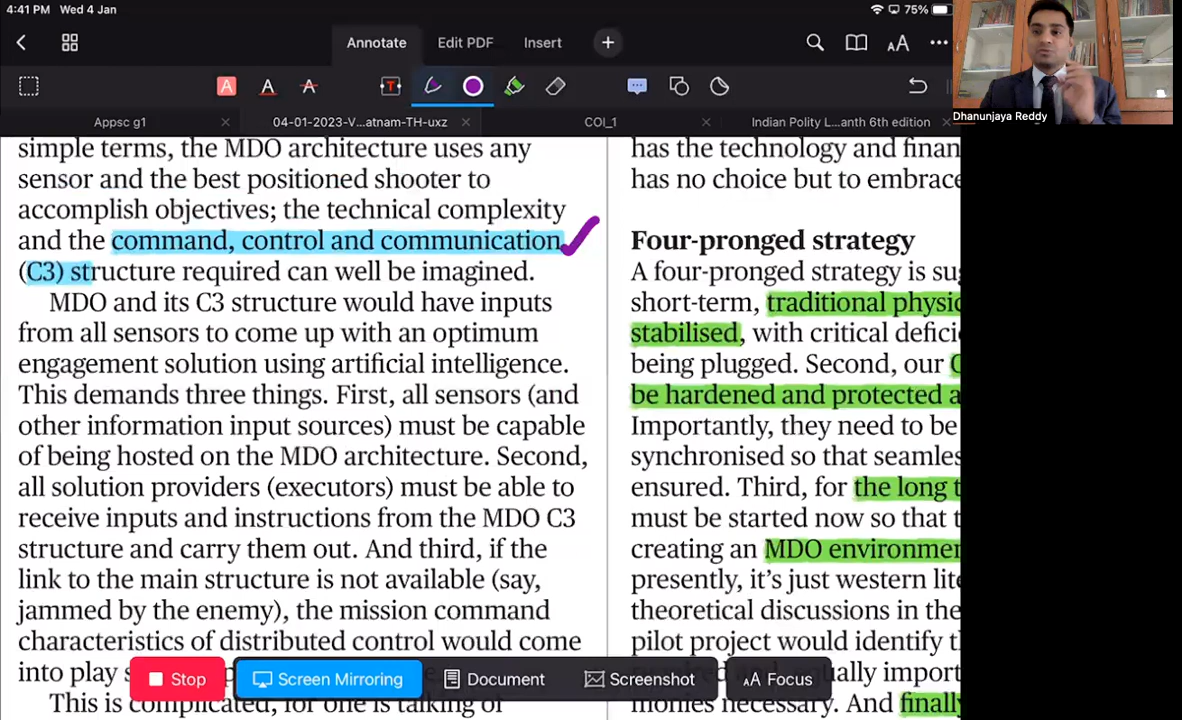 4:41 PM Wed 4 Jan
75%
Annotate
Edit PDF
Insert
AA
A
A
A
T
Dhanunjaya Reddy
Appsc g1
04-01-2023-V...atnam-TH-uxz
COI_1
Indian Polity L...anth 6th edition
simple terms, the MDO architecture uses any
sensor and the best positioned shooter to
accomplish objectives; the technical complexity
and the command, control and communication
(C3) structure required can well be imagined.
MDO and its C3 structure would have inputs
from all sensors to come up with an optimum
engagement solution using artificial intelligence.
This demands three things. First, all sensors (and
other information input sources) must be capable
of being hosted on the MDO architecture. Second,
all solution providers (executors) must be able to
receive inputs and instructions from the MDO C3
structure and carry them out. And third, if the
link to the main structure is not available (say,
jammed by the enemy), the mission command
characteristics of distributed control would come
into play
This is complicated, for one is talking of
has the technology and finan
has no choice but to embrace
Four-pronged strategy
A four-pronged strategy is sug
short-term, traditional physic
stabilised, with critical defici
being plugged. Second, our C
be hardened and protected a
Importantly, they need to be
synchronised so that seamles
ensured. Third, for the long t
must be started now so that t
creating an MDO environmen
presently, it's just western lite
theoretical discussions in the
pilot project would identify t
ually import
monies necessary. And finally
Stop
Screen Mirroring
Document
Screenshot
AA Focus